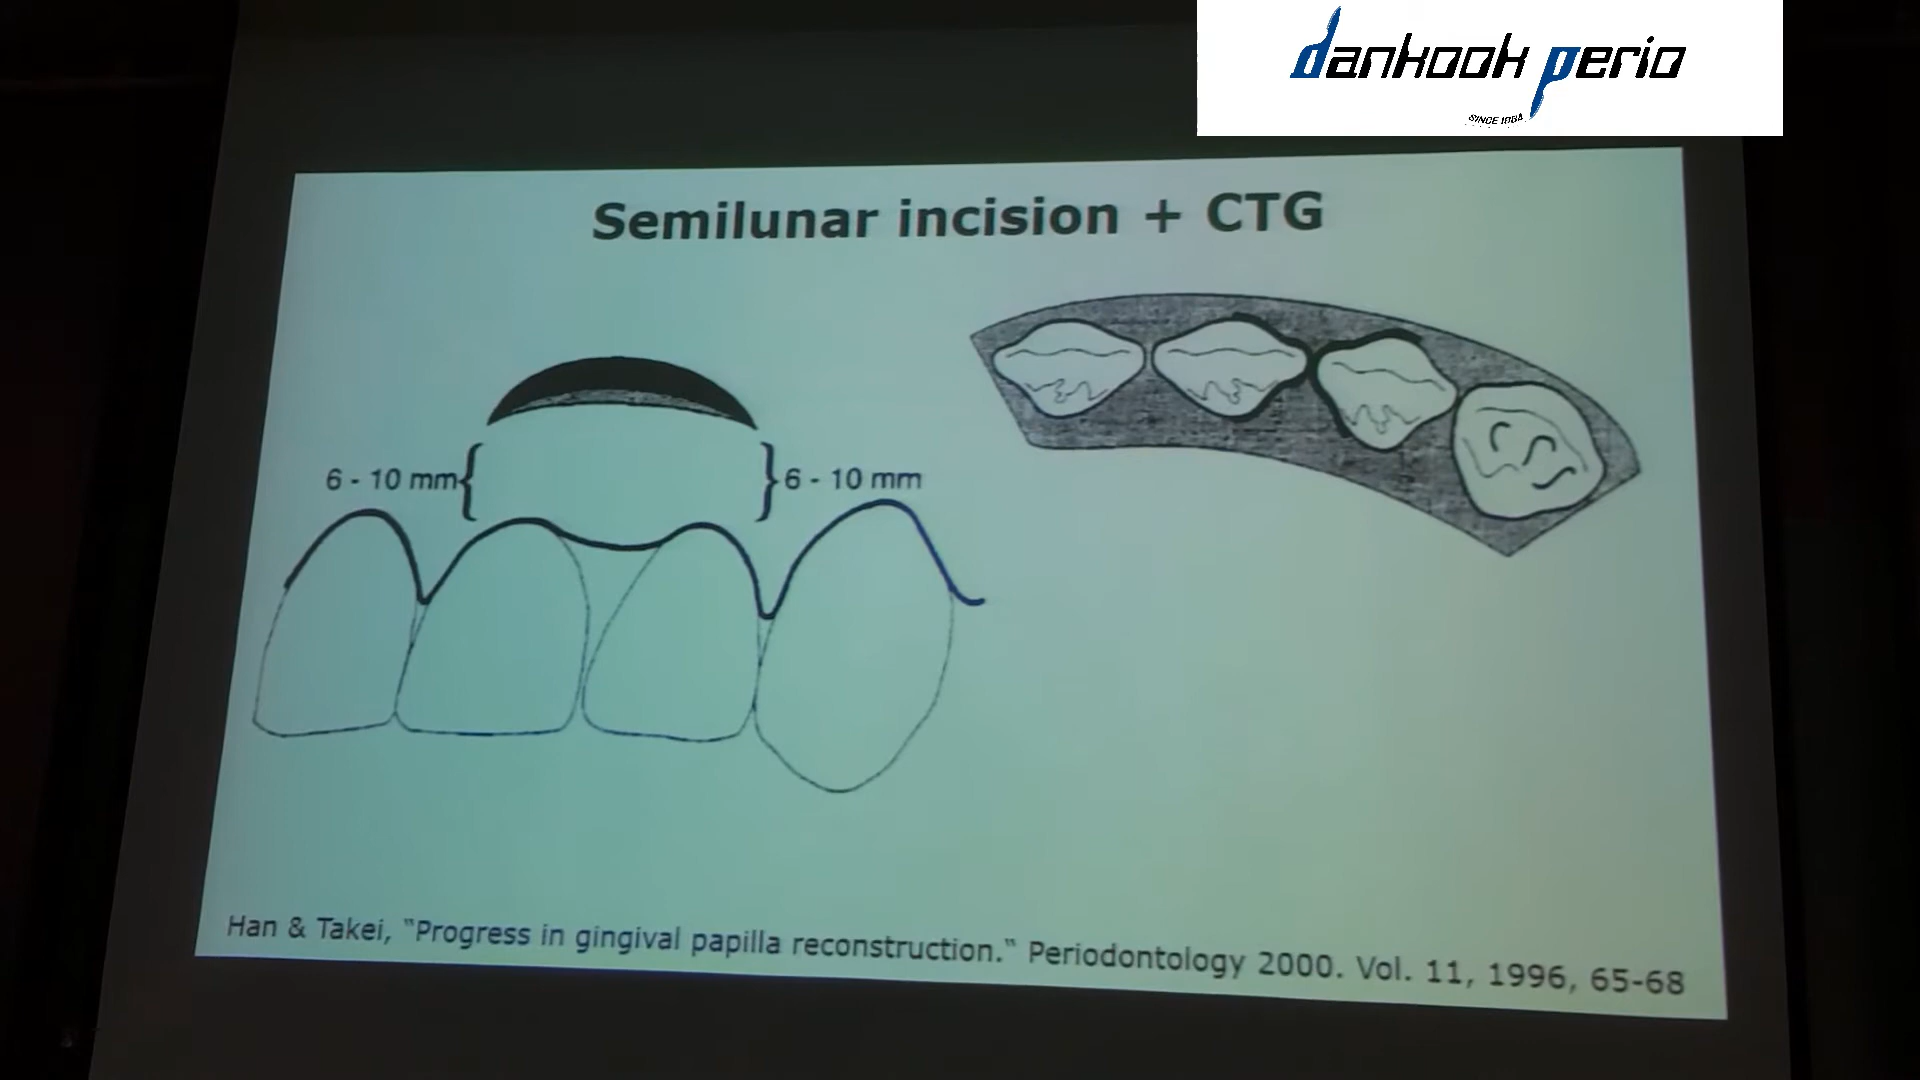 dankook perio
SINCE 1984
Semilunar incision + CTG
6 - 10 mm
6 - 10 mm
Han & Takei, "Progress in gingival papilla reconstruction." Periodontology 2000. Vol. 11, 1996, 65-68